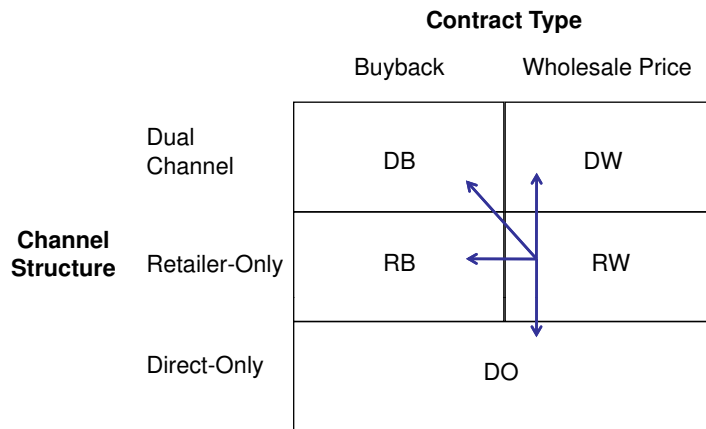 Contract Type
Buyback
Wholesale Price
Dual
Channel
DB
DW
Channel
Structure
Retailer-Only
RB
RW
Direct-Only
DO